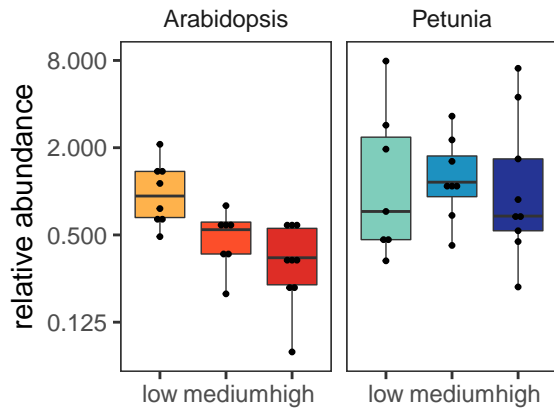 Arabidopsis Petunia
relative abundance
8.000
2.000
0.500
0.125
low mediumhigh low mediumhigh